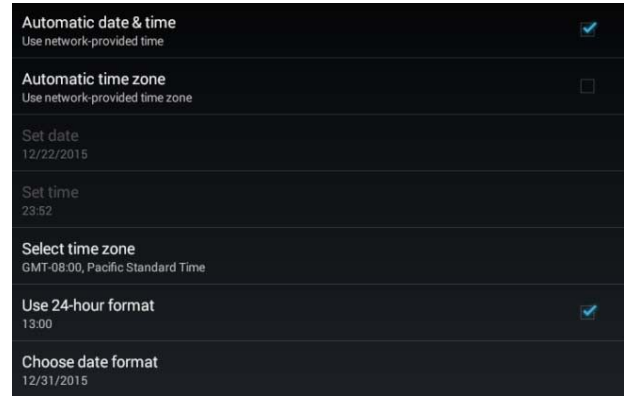 Automatic date & time
Use network-provided time
Automatic time zone
Use network-provided time zone
Set date
12/22/2015
Set time
23:52
Select time zone
GMT-08:00, Pacific Standard Time
Use 24-hour format
13:00
Choose date format
12/31/2015